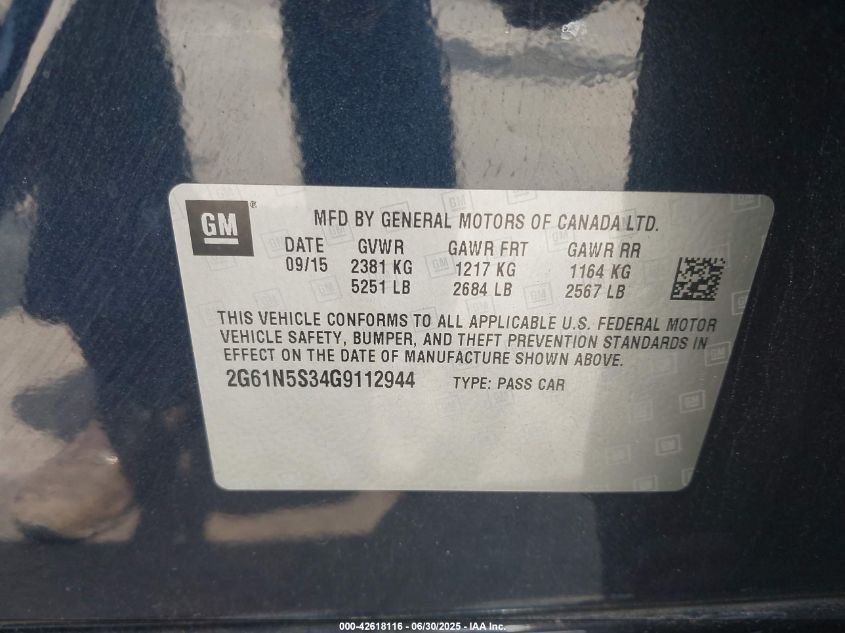 GM ®
MFD BY GENERAL MOTORS OF CANADA LTD.
DATE GVWR GAWR FRT GAWR RR
09/15 2381 KG 1217 KG 1164 KG
5251 LB 2684 LB 2567 LB
THIS VEHICLE CONFORMS TO ALL APPLICABLE U.S. FEDERAL MOTOR
VEHICLE SAFETY, BUMPER, AND THEFT PREVENTION STANDARDS IN
EFFECT ON THE DATE OF MANUFACTURE SHOWN ABOVE.
2G61N5S34G9112944 TYPE: PASS CAR
000-42618116 - 06/30/2025 - IAA Inc.